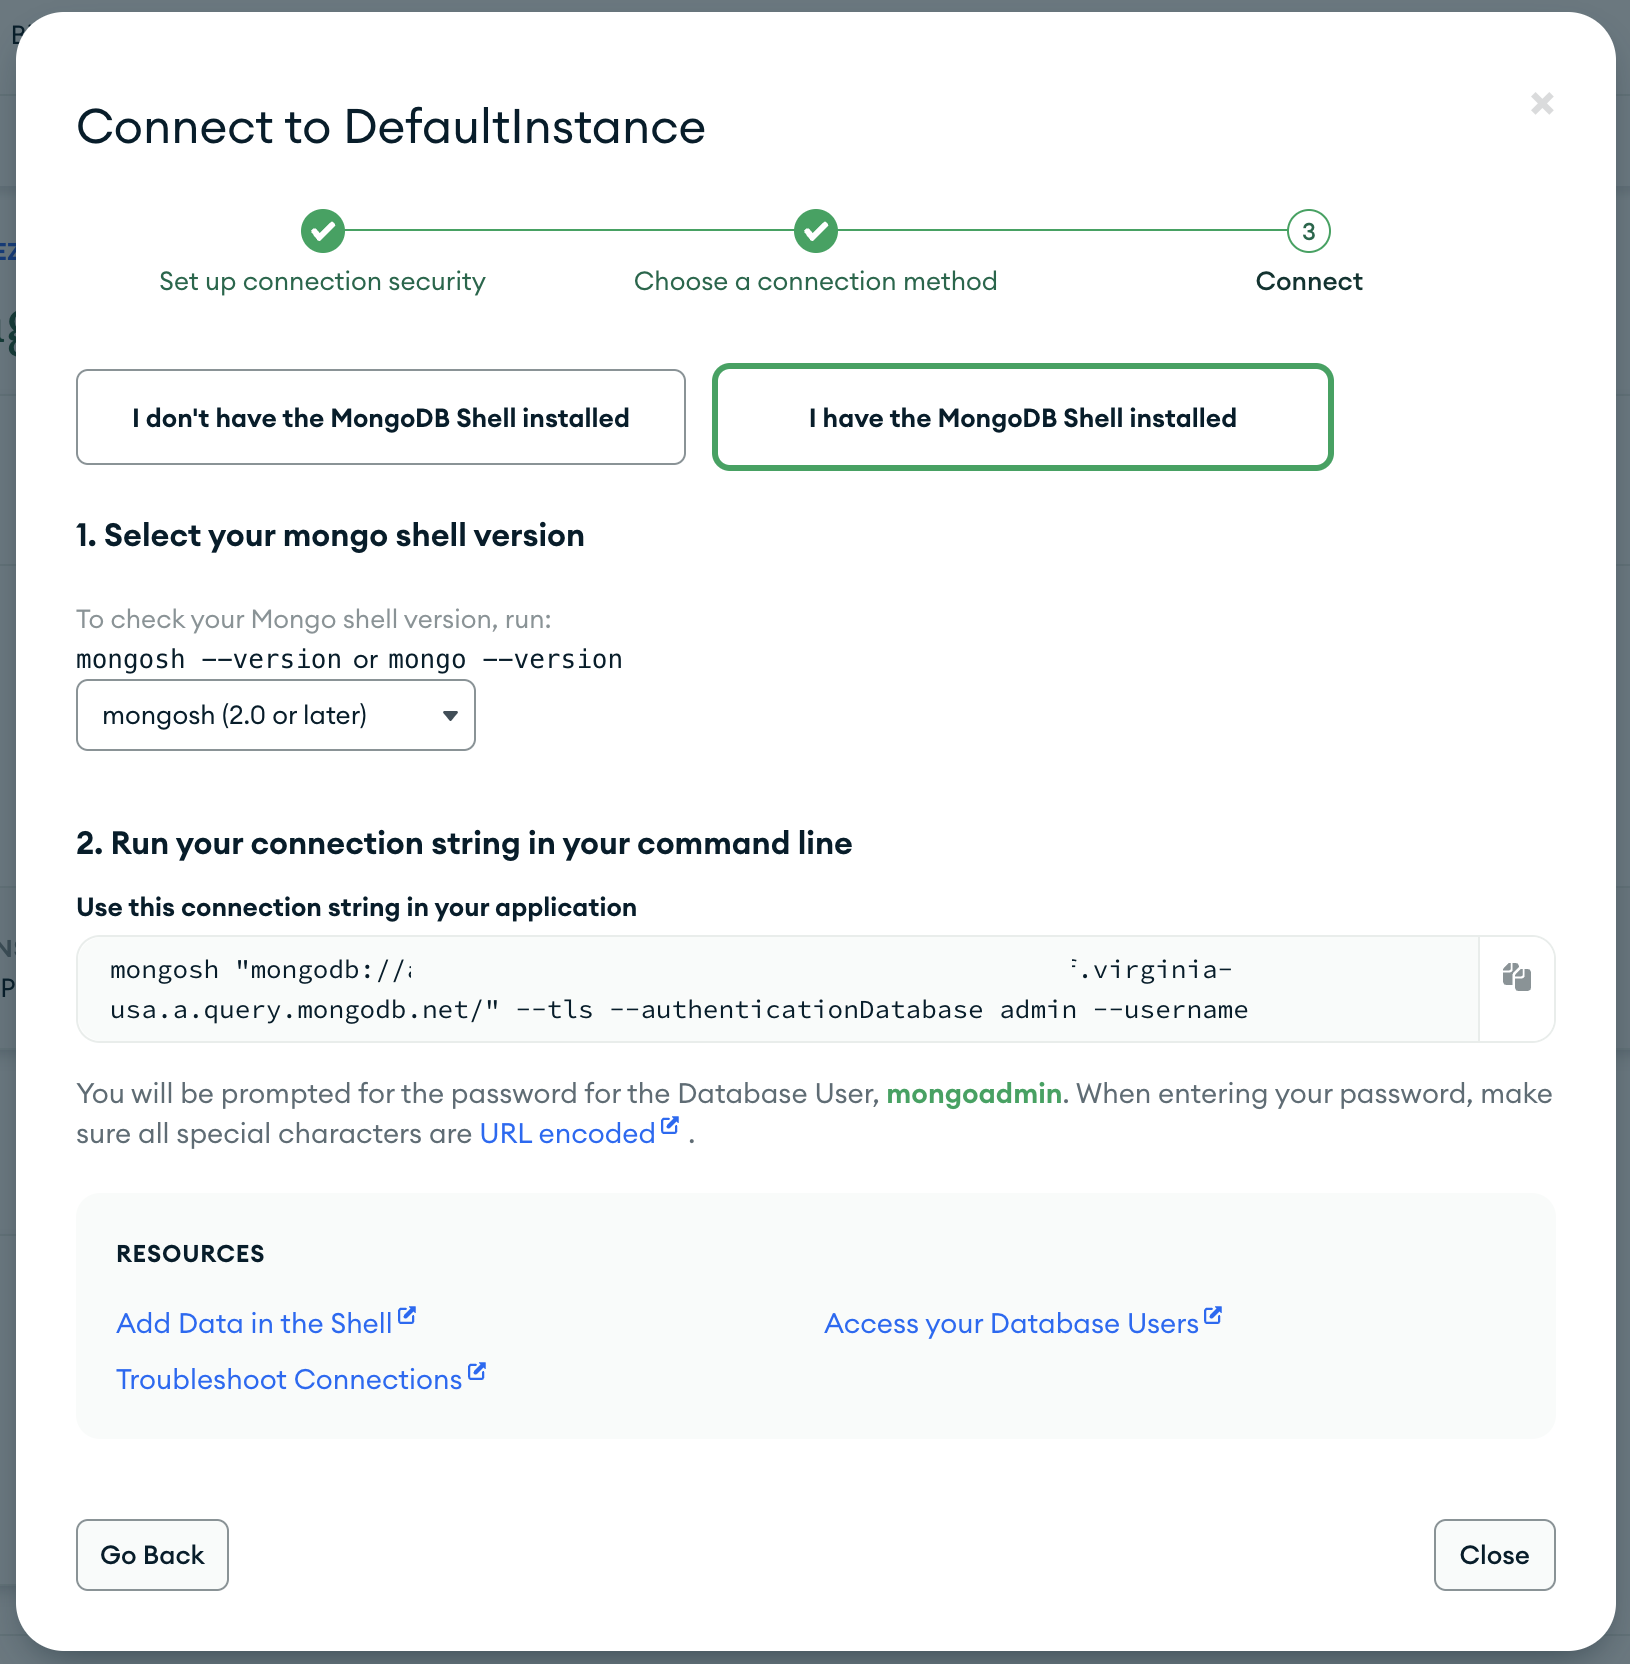 Connect to DefaultInstance
Set up connection security
Choose a connection method
3
Connect
I don't have the MongoDB Shell installed
I have the MongoDB Shell installed
1. Select your mongo shell version
To check your Mongo shell version, run:
mongosh --version or mongo --version
mongosh (2.0 or later)
2. Run your connection string in your command line
Use this connection string in your application
mongosh "mongodb:// .virginia-
usa.a.query.mongodb.net/" --tls --authenticationDatabase admin --username
You will be prompted for the password for the Database User, mongoadmin. When entering your password, make
sure all special characters are URL encoded .
RESOURCES
Add Data in the Shell
Access your Database Users
Troubleshoot Connections
Go Back
Close